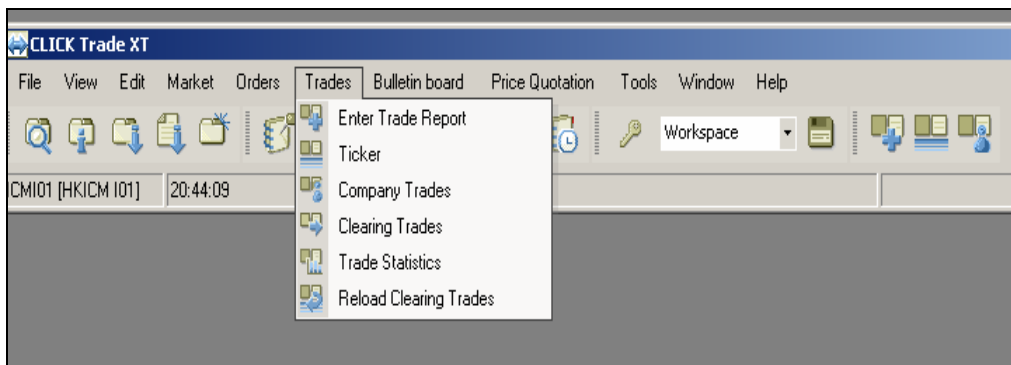 CLICK Trade XT
File View Edit Market Orders Trades Bulletin board Price Quotation Tools Window Help
Workspace
CMI01 [HKICM I01] 20:44:09
Enter Trade Report
Ticker
Company Trades
Clearing Trades
Trade Statistics
Reload Clearing Trades